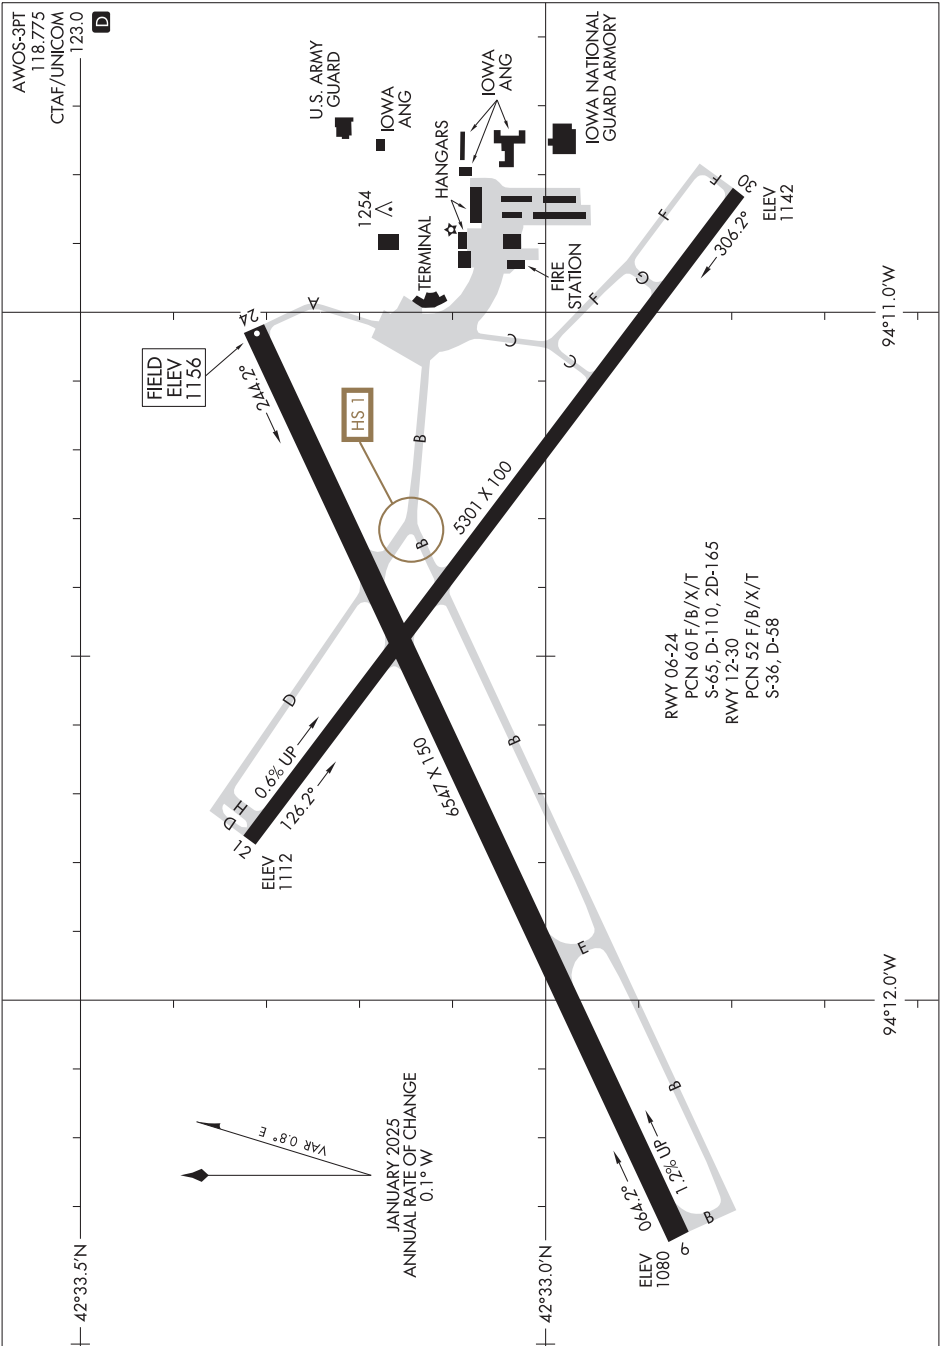 AWOS-3PT
118.775
CTAF/UNICOM
123.0
D
U.S. ARMY
GUARD
IOWA
ANG
IOWA
ANG
IOWA NATIONAL
GUARD ARMORY
HANGARS
1254
TERMINAL
FIRE
STATION
24
A
FIELD
ELEV
1156
244.2°
HS 1
B
B
C
C
F
G
F
F
30
ELEV
1142
306.2°
94°11.0'W
5301 X 100
RWY 06-24
PCN 60 F/B/X/T
S-65, D-110, 2D-165
RWY 12-30
PCN 52 F/B/X/T
S-36, D-58
D
0.6% UP
126.2°
D
H
12
ELEV
1112
6547 X 150
B
E
94°12.0'W
B
VAR 0.8° E
JANUARY 2025
ANNUAL RATE OF CHANGE
0.1° W
1.2% UP
064.2°
B
6
ELEV
1080
42°33.5'N
42°33.0'N